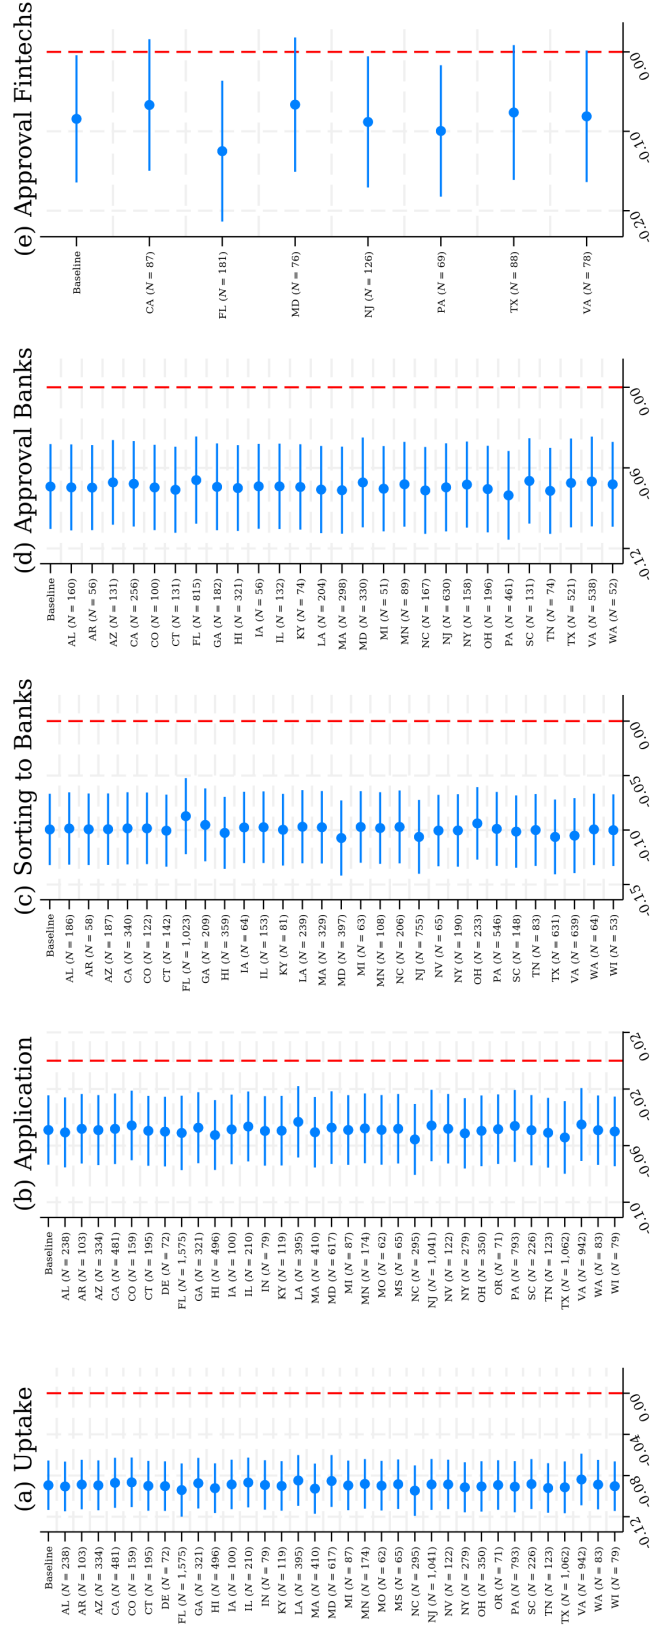 (a) Uptake
Baseline
AL (N = 238)
AR (N = 103)
AZ (N = 334)
CA (N = 481)
CO (N = 159)
CT (N = 195)
DE (N = 72)
FL (N = 1,575)
GA (N = 321)
HI (N = 496)
IA (N = 100)
IL (N = 210)
IN (N = 79)
KY (N = 119)
LA (N = 395)
MA (N = 410)
MD (N = 617)
MI (N = 87)
MN (N = 174)
MO (N = 62)
MS (N = 65)
NC (N = 295)
NJ (N = 1,041)
NV (N = 122)
NY (N = 279)
OH (N = 350)
OR (N = 71)
PA (N = 793)
SC (N = 226)
TN (N = 123)
TX (N = 1,062)
VA (N = 942)
WA (N = 83)
WI (N = 79)
-0.12
-0.08
-0.04
0.00
(b) Application
Baseline
AL (N = 238)
AR (N = 103)
AZ (N = 334)
CA (N = 481)
CO (N = 159)
CT (N = 195)
DE (N = 72)
FL (N = 1,575)
GA (N = 321)
HI (N = 496)
IA (N = 100)
IL (N = 210)
IN (N = 79)
KY (N = 119)
LA (N = 395)
MA (N = 410)
MD (N = 617)
MI (N = 87)
MN (N = 174)
MO (N = 62)
MS (N = 65)
NC (N = 295)
NJ (N = 1,041)
NV (N = 122)
NY (N = 279)
OH (N = 350)
OR (N = 71)
PA (N = 793)
SC (N = 226)
TN (N = 123)
TX (N = 1,062)
VA (N = 942)
WA (N = 83)
WI (N = 79)
-0.10
-0.06
-0.02
0.02
(c) Sorting to Banks
Baseline
AL (N = 186)
AR (N = 58)
AZ (N = 187)
CA (N = 340)
CO (N = 122)
CT (N = 142)
FL (N = 1,023)
GA (N = 209)
HI (N = 359)
IA (N = 64)
IL (N = 153)
KY (N = 81)
LA (N = 239)
MA (N = 329)
MD (N = 397)
MI (N = 63)
MN (N = 108)
NC (N = 206)
NJ (N = 755)
NV (N = 65)
NY (N = 190)
OH (N = 233)
PA (N = 546)
SC (N = 148)
TN (N = 83)
TX (N = 631)
VA (N = 639)
WA (N = 64)
WI (N = 53)
-0.15
-0.10
-0.05
0.00
(d) Approval Banks
Baseline
AL (N = 160)
AR (N = 56)
AZ (N = 131)
CA (N = 256)
CO (N = 100)
CT (N = 131)
FL (N = 815)
GA (N = 182)
HI (N = 321)
IA (N = 56)
IL (N = 132)
KY (N = 74)
LA (N = 204)
MA (N = 298)
MD (N = 330)
MI (N = 51)
MN (N = 89)
NC (N = 167)
NJ (N = 630)
NY (N = 158)
OH (N = 196)
PA (N = 461)
SC (N = 131)
TN (N = 74)
TX (N = 521)
VA (N = 538)
WA (N = 52)
-0.12
-0.06
0.00
(e) Approval Fintechs
Baseline
CA (N = 87)
FL (N = 181)
MD (N = 76)
NJ (N = 126)
PA (N = 69)
TX (N = 88)
VA (N = 78)
-0.20
-0.10
0.00